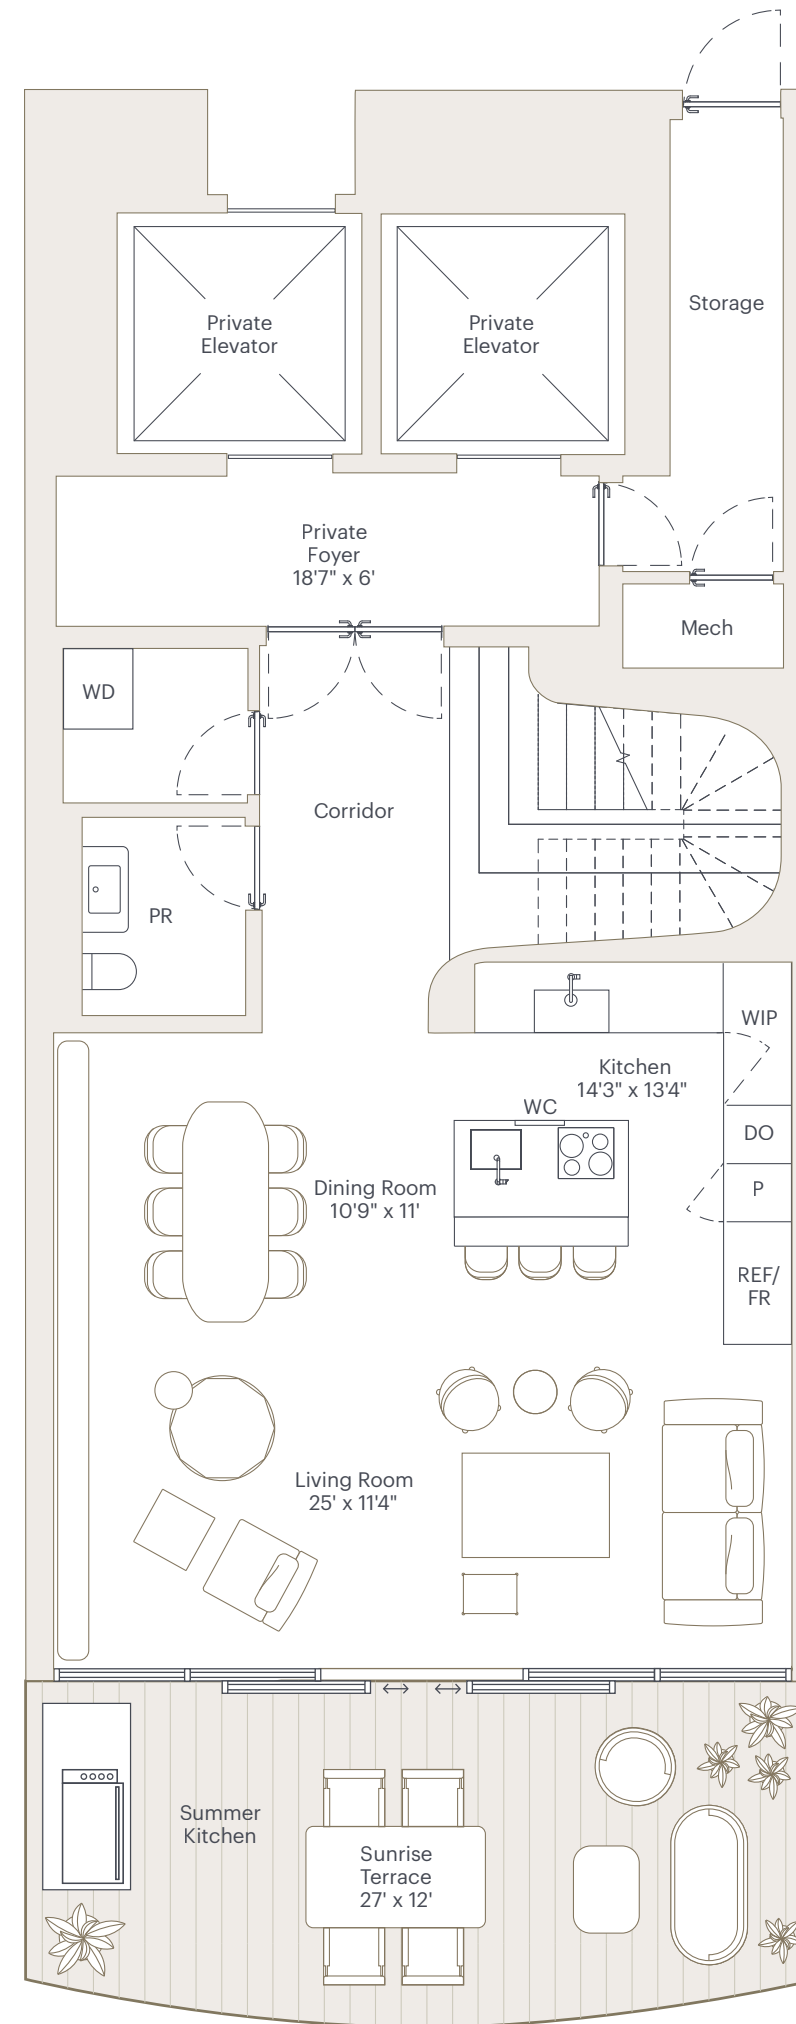 Storage
Private
Elevator
Private
Elevator
Private
Foyer
18'7" x 6'
Mech
WD
Corridor
PR
WIP
Kitchen
14'3" x 13'4"
WC
DO
Dining Room
10'9" x 11'
P
REF/
FR
Living Room
25' x 11'4"
Summer
Kitchen
Sunrise
Terrace
27' x 12'